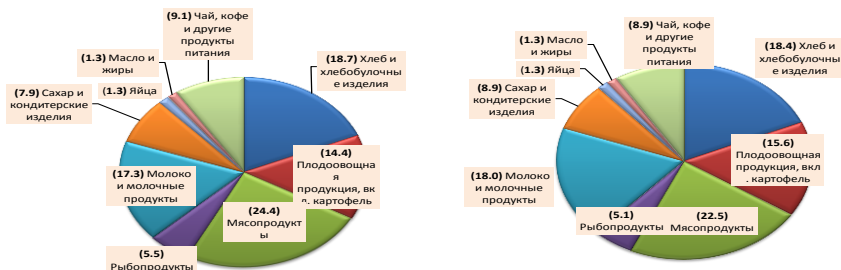 (9.1) Чай, кофе
и другие
продукты
питания
(18.7) Хлеб и
хлебобулочны
е изделия
(1.3) Масло и
жиры
(1.3) Яйца
(7.9) Сахар и
кондитерские
изделия
(14.4)
Плодоовощна
я
продукция, вк
л. картофель
(17.3) Молоко
и молочные
продукты
(24.4)
Мясопродукт
ы
(5.5)
Рыбопродукты
(8.9) Чай, кофе
и другие
продукты
питания
(18.4) Хлеб и
хлебобулочны
е изделия
(1.3) Масло
и жиры
(1.3) Яйца
(8.9) Сахар и
кондитерские
изделия
(15.6)
Плодоовощная
продукция, вкл
. картофель
(18.0) Молоко
и молочные
продукты
(5.1)
Рыбопродукты
(22.5)
Мясопродукты